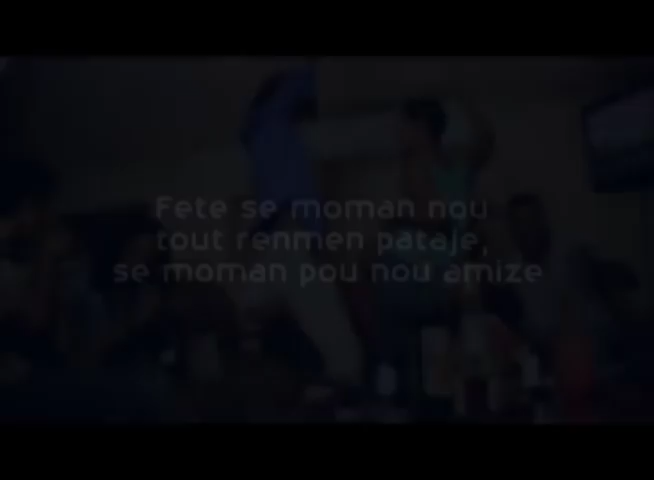 Fete se moman nou
tout renmen pataje,
se moman pou nou amize